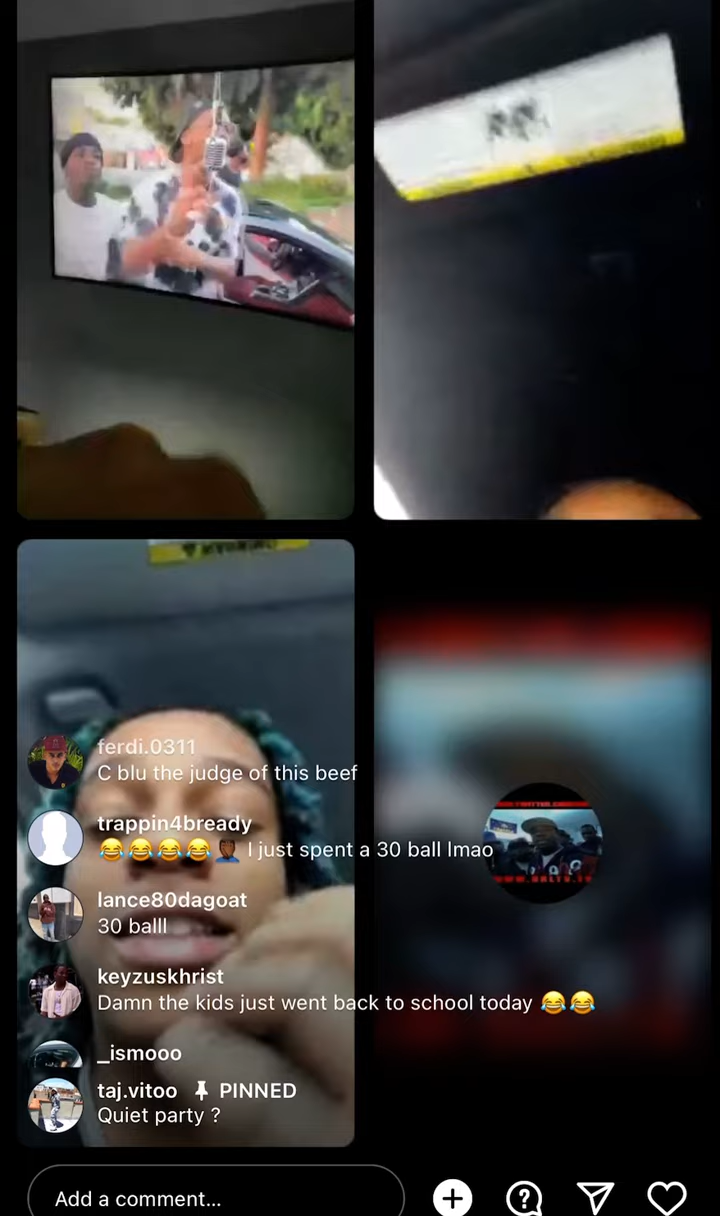 ferdi.0311
C blu the judge of this beef
trappin4bready
😂😂😂😂🤦🏾‍♂️ I just spent a 30 ball lmao
lance80dagoat
30 balll
keyzuskhrist
Damn the kids just went back to school today 😂😂
_ismooo
taj.vitoo 📌 PINNED
Quiet party ?
Add a comment...